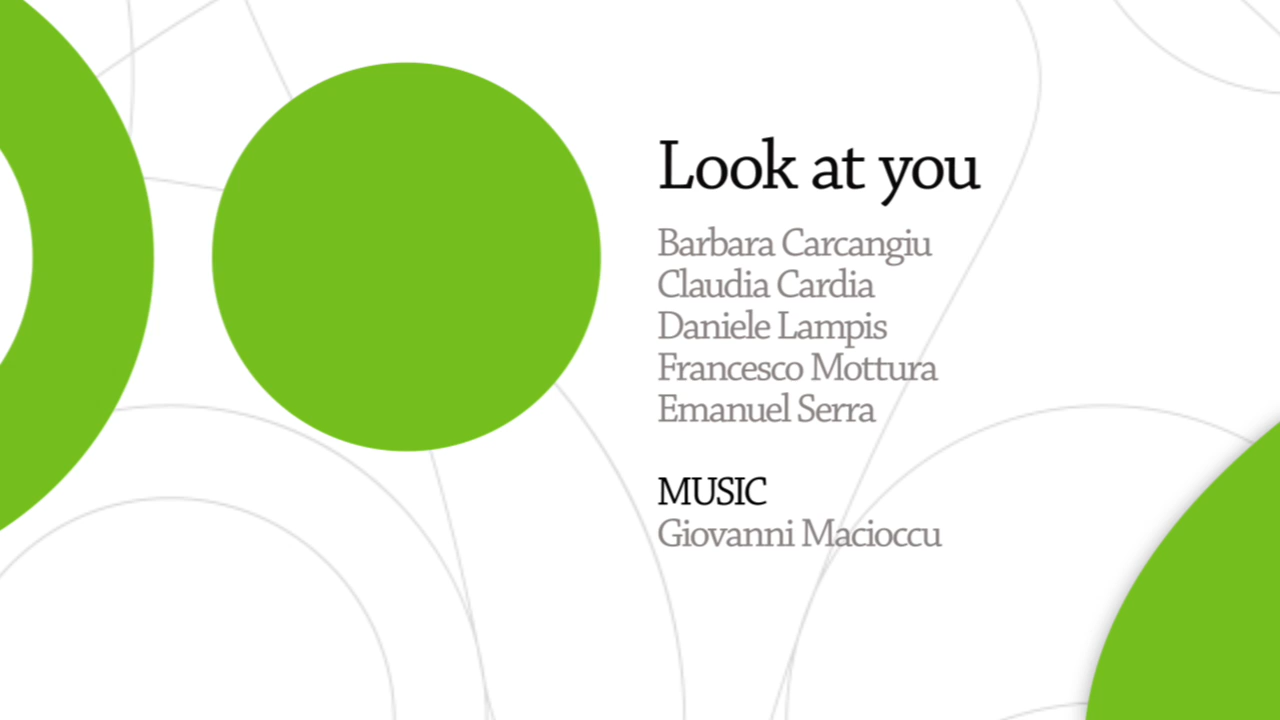 Look at you
Barbara Carcangiu
Claudia Cardia
Daniele Lampis
Francesco Mottura
Emanuel Serra
MUSIC
Giovanni Macioccu